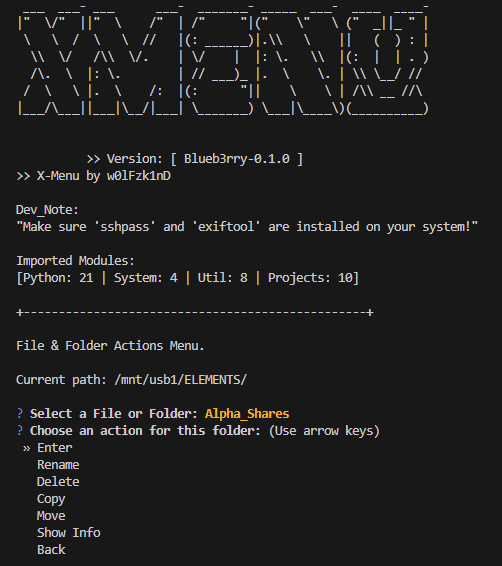 X-MENU
>> Version: [ Blueb3rry-0.1.0 ]
>> X-Menu by w0lFzk1nD
Dev_Note:
"Make sure 'sshpass' and 'exiftool' are installed on your system!"
Imported Modules:
[Python: 21 | System: 4 | Util: 8 | Projects: 10]
+-------------------------------------------------+
File & Folder Actions Menu.
Current path: /mnt/usb1/ELEMENTS/
? Select a File or Folder: Alpha_Shares
? Choose an action for this folder: (Use arrow keys)
» Enter
Rename
Delete
Copy
Move
Show Info
Back